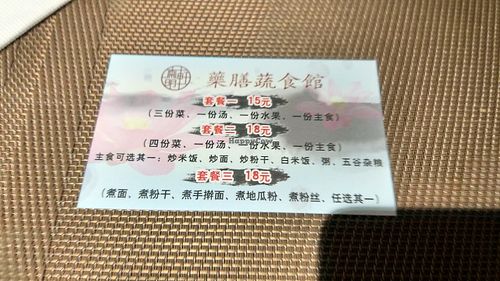 藥膳蔬食館
套餐一 15元
(三份菜、一份汤、一份水果、一份主食)
套餐二 18元
HappyCow
(四份菜、一份汤、一份水果、一份主食)
主食可选其一：炒米饭、炒面、炒粉干、白米饭、粥、五谷杂粮
套餐三 18元
(煮面、煮粉干、煮手擀面、煮地瓜粉、煮粉丝、任选其一)